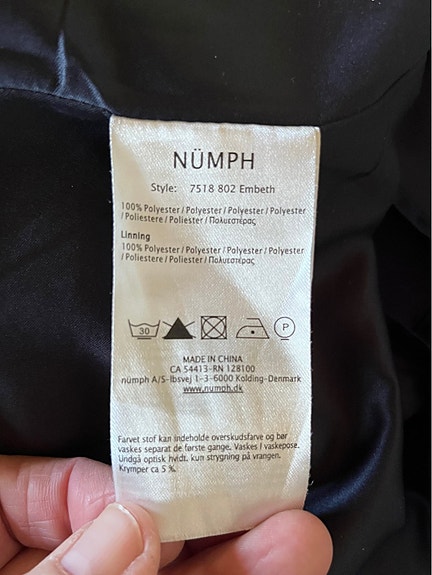 NÜMPH
Style: 7518 802 Embeth
100% Polyester / Polyester / Polyester / Polyester
/ Poliestere / Poliester / Πολυεστέρας
Linning
100% Polyester / Polyester / Polyester / Polyester
/ Poliestere / Poliester / Πολυεστέρας
30
P
MADE IN CHINA
CA 54413-RN 128100
nümph A/S-Ibsvej 1-3-6000 Kolding-Denmark
www.numph.dk
Farvet stof kan indeholde overskudsfarve og bør
vaskes separat de første gange. Vaskes i vaskepose.
Undgå optisk hvidt. kun strygning på vrangen.
Krymper ca 5 %.